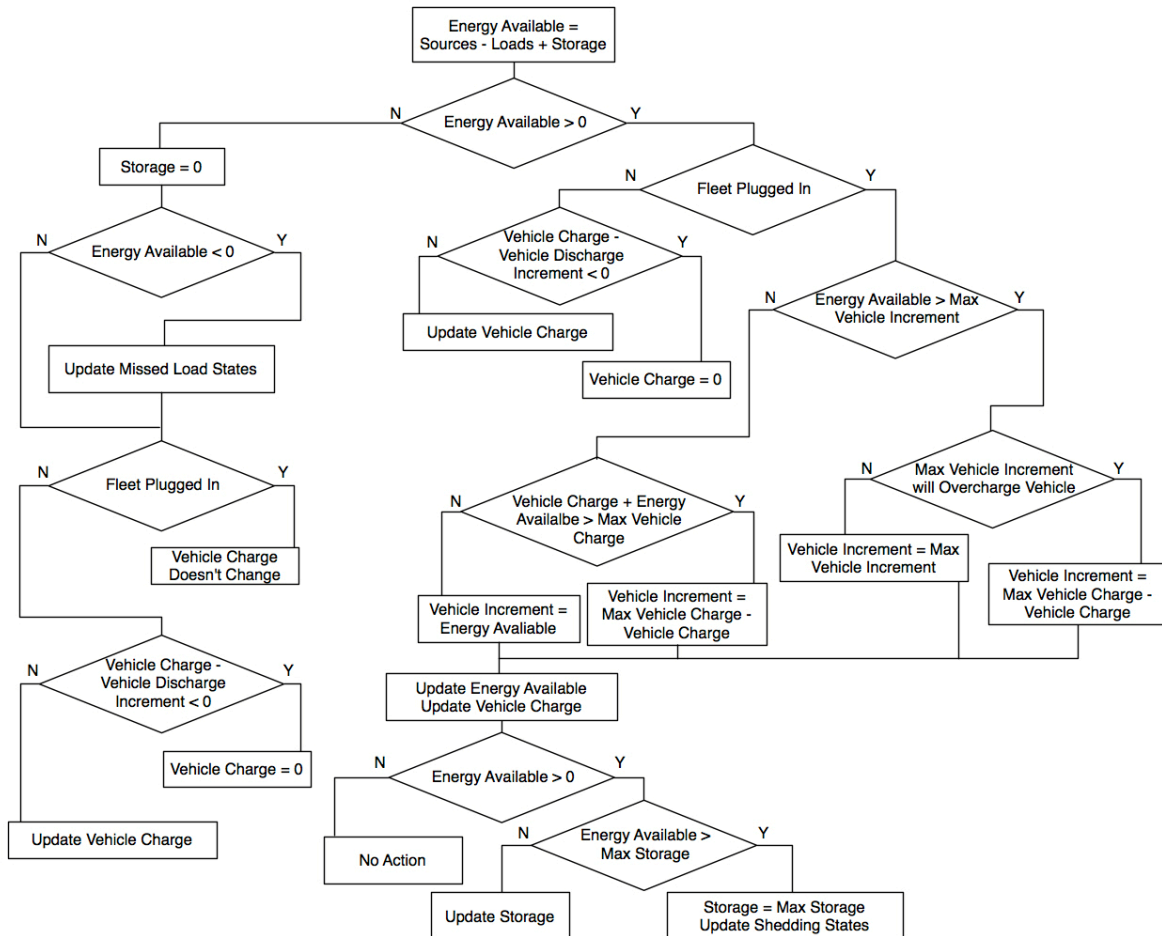 Energy Available =
Sources - Loads + Storage
N
Energy Available > 0
Y
Storage = 0
N
Fleet Plugged In
Y
N
Energy Available < 0
Y
N
Vehicle Charge -
Vehicle Discharge
Increment < 0
Y
N
Energy Available > Max
Vehicle Increment
Y
Update Vehicle Charge
Update Missed Load States
Vehicle Charge = 0
N
Fleet Plugged In
Y
N
Vehicle Charge + Energy
Availalbe > Max Vehicle
Charge
Y
N
Max Vehicle Increment
will Overcharge Vehicle
Y
Vehicle Charge
Doesn't Change
Vehicle Increment = Max
Vehicle Increment
Vehicle Increment =
Energy Avaliable
Vehicle Increment =
Max Vehicle Charge -
Vehicle Charge
Vehicle Increment =
Max Vehicle Charge -
Vehicle Charge
N
Vehicle Charge -
Vehicle Discharge
Increment < 0
Y
Update Energy Available
Update Vehicle Charge
Vehicle Charge = 0
N
Energy Available > 0
Y
Update Vehicle Charge
No Action
N
Energy Available >
Max Storage
Y
Update Storage
Storage = Max Storage
Update Shedding States